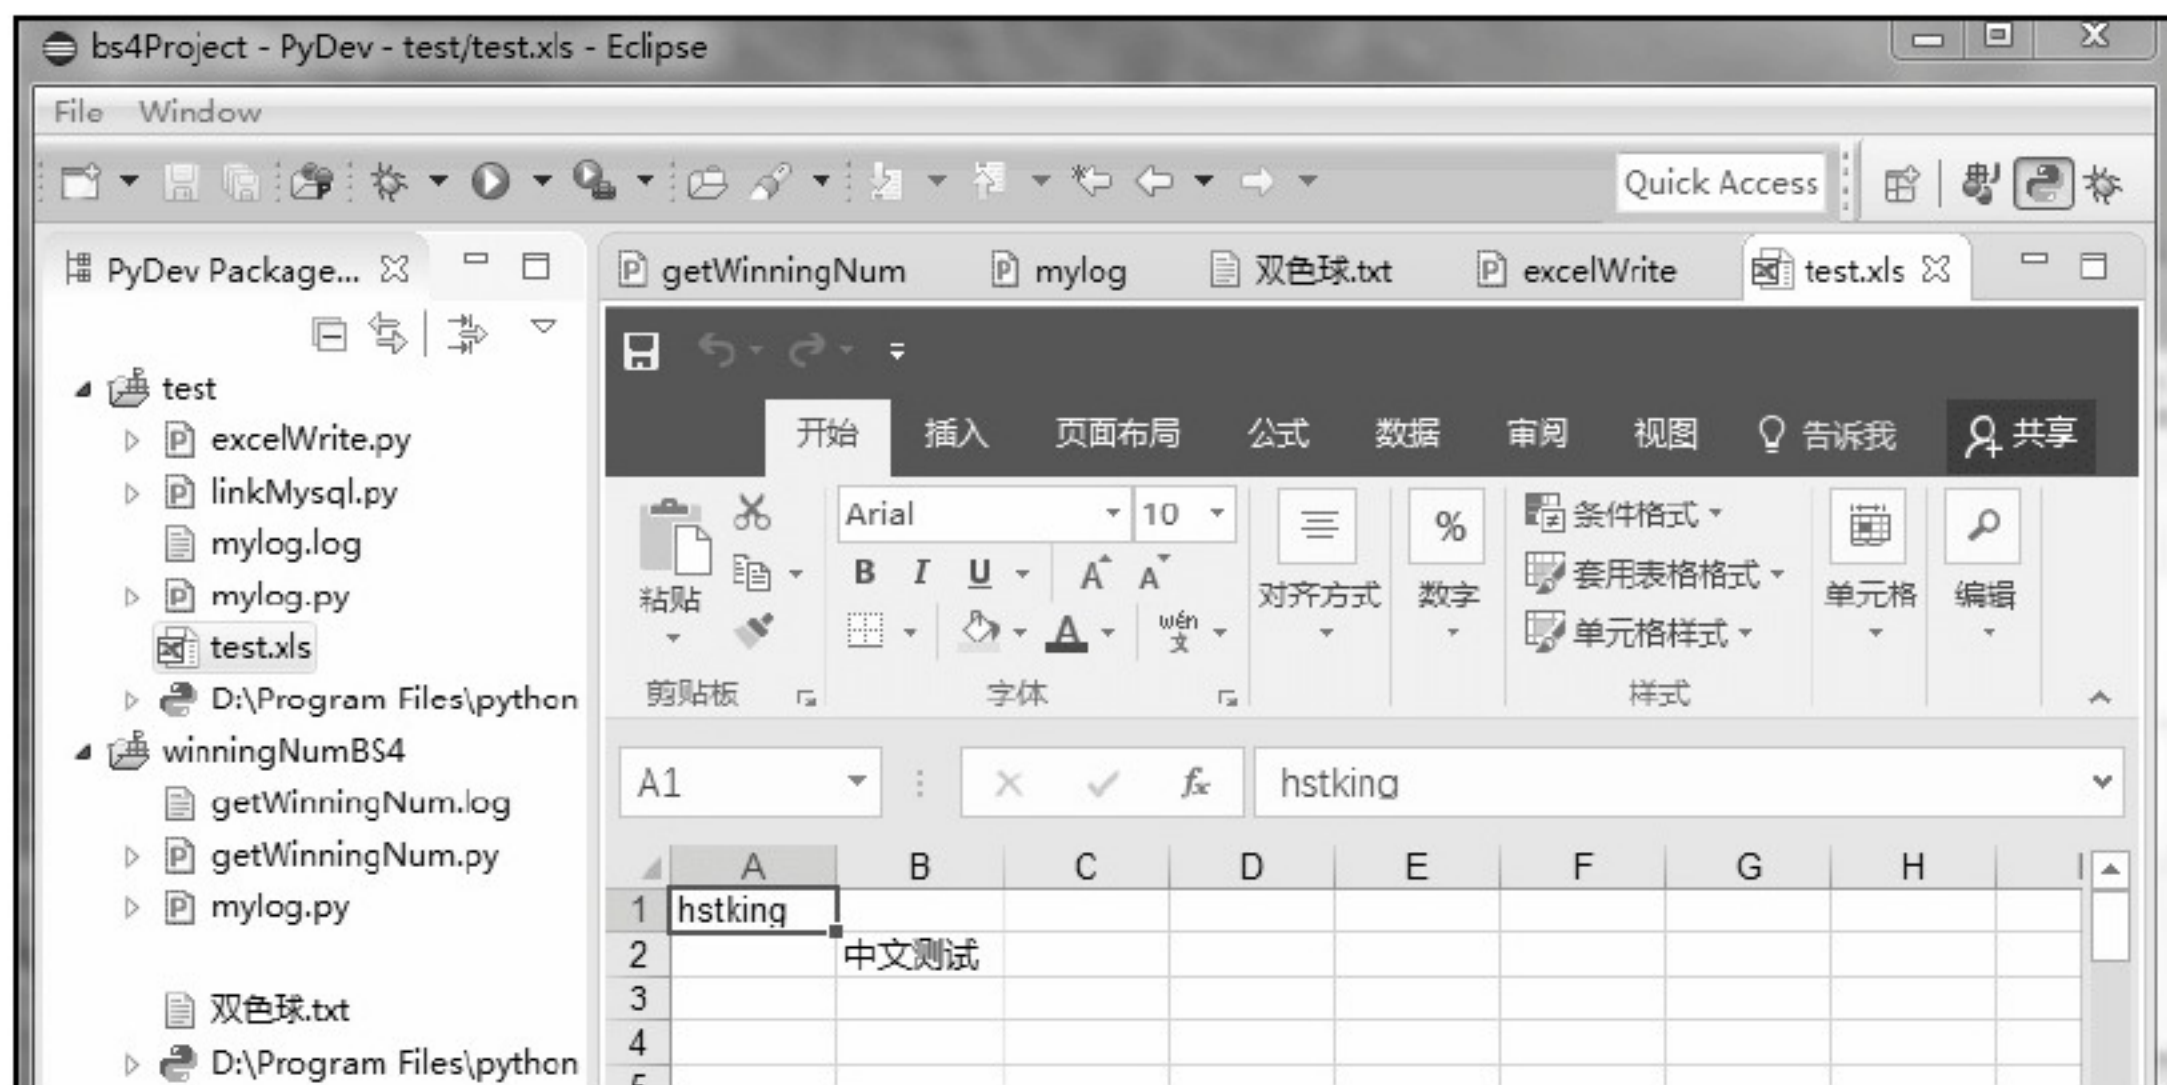 bs4Project - PyDev - test/test.xls - Eclipse
File Window
Quick Access
PyDev Package...
getWinningNum mylog 双色球.txt excelWrite test.xls
test
excelWrite.py
linkMysql.py
mylog.log
mylog.py
test.xls
D:\Program Files\python
winningNumBS4
getWinningNum.log
getWinningNum.py
mylog.py
双色球.txt
D:\Program Files\python
开始 插入 页面布局 公式 数据 审阅 视图 告诉我 共享
Arial 10 % 条件格式
B I U A A 套用表格格式
粘贴 对齐方式 数字 单元格 编辑
A wén 文 单元格样式
剪贴板 字体 样式
A1 fx hstking
A B C D E F G H
1 hstking
2 中文测试
3
4